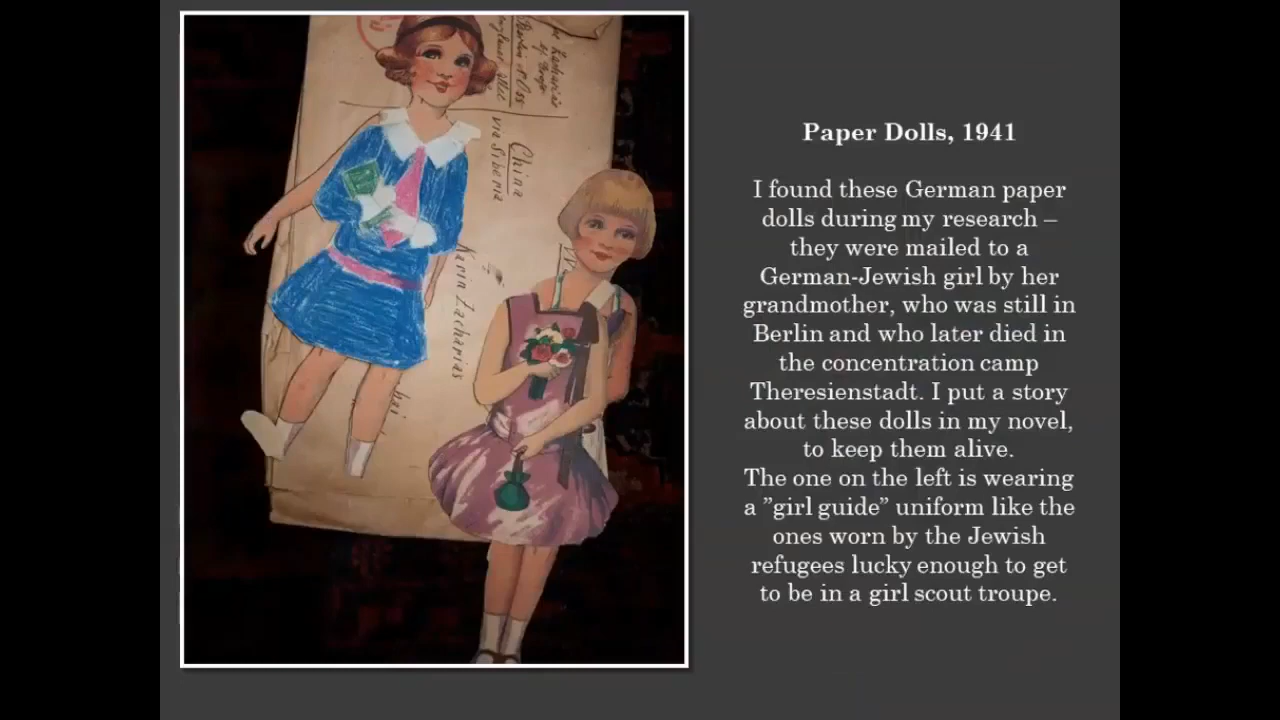 Paper Dolls, 1941
I found these German paper
dolls during my research –
they were mailed to a
German-Jewish girl by her
grandmother, who was still in
Berlin and who later died in
the concentration camp
Theresienstadt. I put a story
about these dolls in my novel,
to keep them alive.
The one on the left is wearing
a ”girl guide” uniform like the
ones worn by the Jewish
refugees lucky enough to get
to be in a girl scout troupe.
China
via Siberia
Karin Zacharias